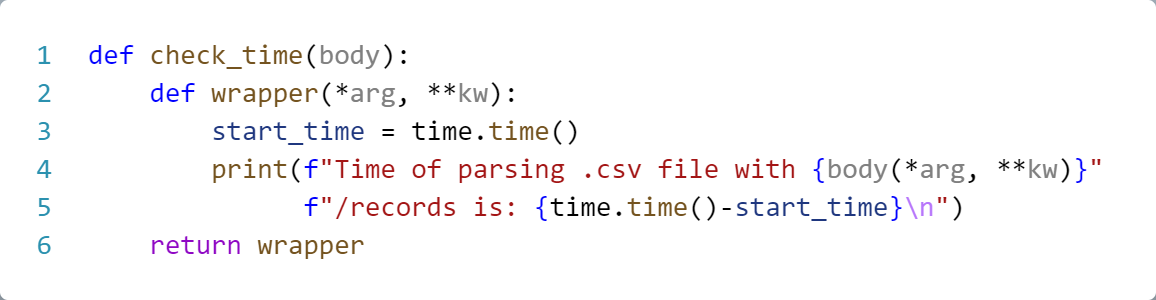 1 def check_time(body):
2     def wrapper(*arg, **kw):
3         start_time = time.time()
4         print(f"Time of parsing .csv file with {body(*arg, **kw)}"
5               f"/records is: {time.time()-start_time}\n")
6     return wrapper